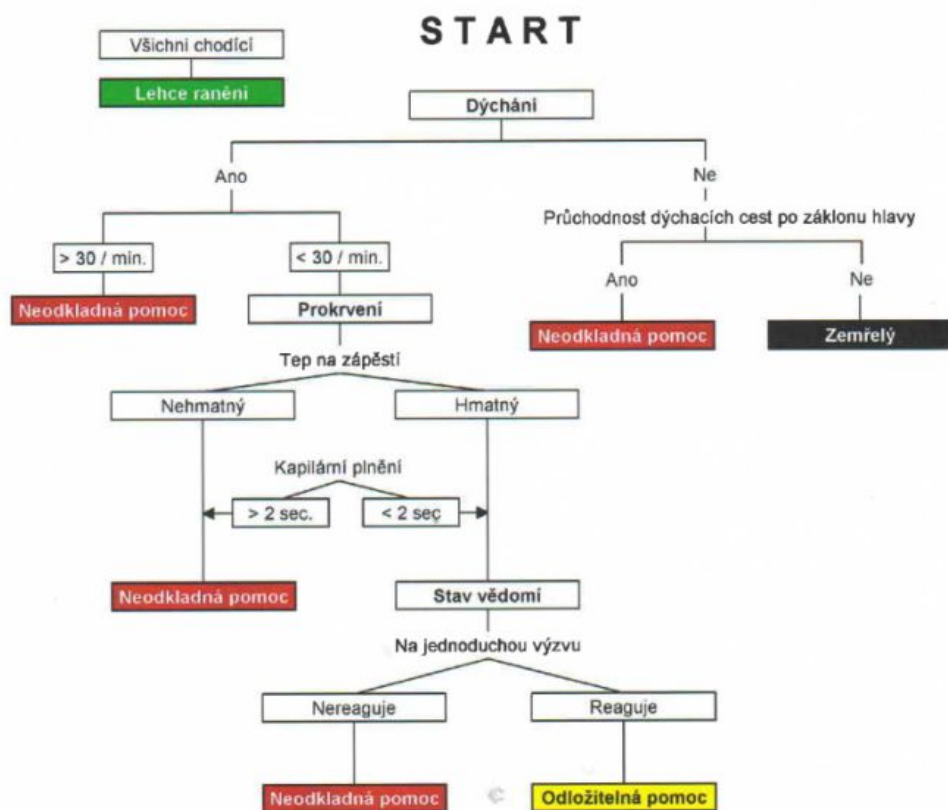 START
Všichni chodící
Lehce ranění
Dýchání
Ano
Ne
Průchodnost dýchacích cest po záklonu hlavy
> 30 / min.
< 30 / min.
Ano
Ne
Neodkladná pomoc
Prokrvení
Neodkladná pomoc
Zemřelý
Tep na zápěstí
Nehmatný
Hmatný
Kapilární plnění
> 2 sec.
< 2 seç
Neodkladná pomoc
Stav vědomí
Na jednoduchou výzvu
Nereaguje
Reaguje
Neodkladná pomoc
Odložitelná pomoc